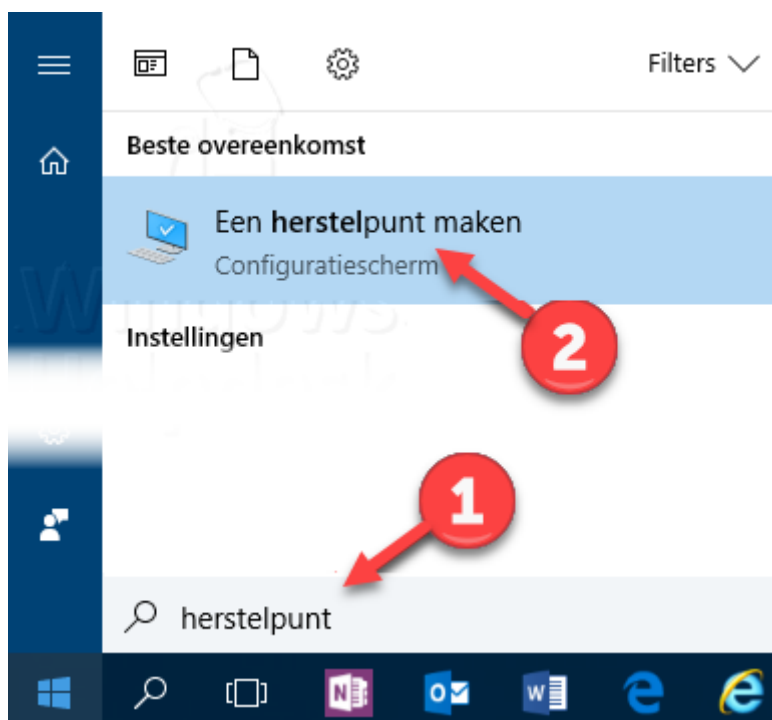 Filters
Beste overeenkomst
Een herstelpunt maken
Configuratiescherm
Instellingen
2
1
herstelpunt